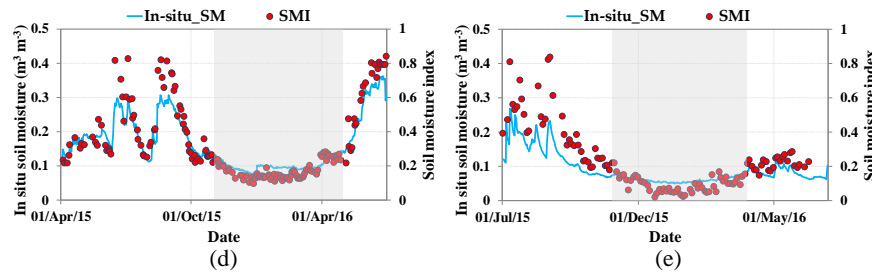 In-situ_SM SMI
In situ soil moisture (m³ m⁻³)
0.5
0.4
0.3
0.2
0.1
0
1
0.8
0.6
0.4
0.2
0
Soil moisture index
01/Apr/15 01/Oct/15 01/Apr/16
Date
(d)
In-situ_SM SMI
In situ soil moisture (m³ m⁻³)
0.5
0.4
0.3
0.2
0.1
0
1
0.8
0.6
0.4
0.2
0
Soil moisture index
01/Jul/15 01/Dec/15 01/May/16
Date
(e)